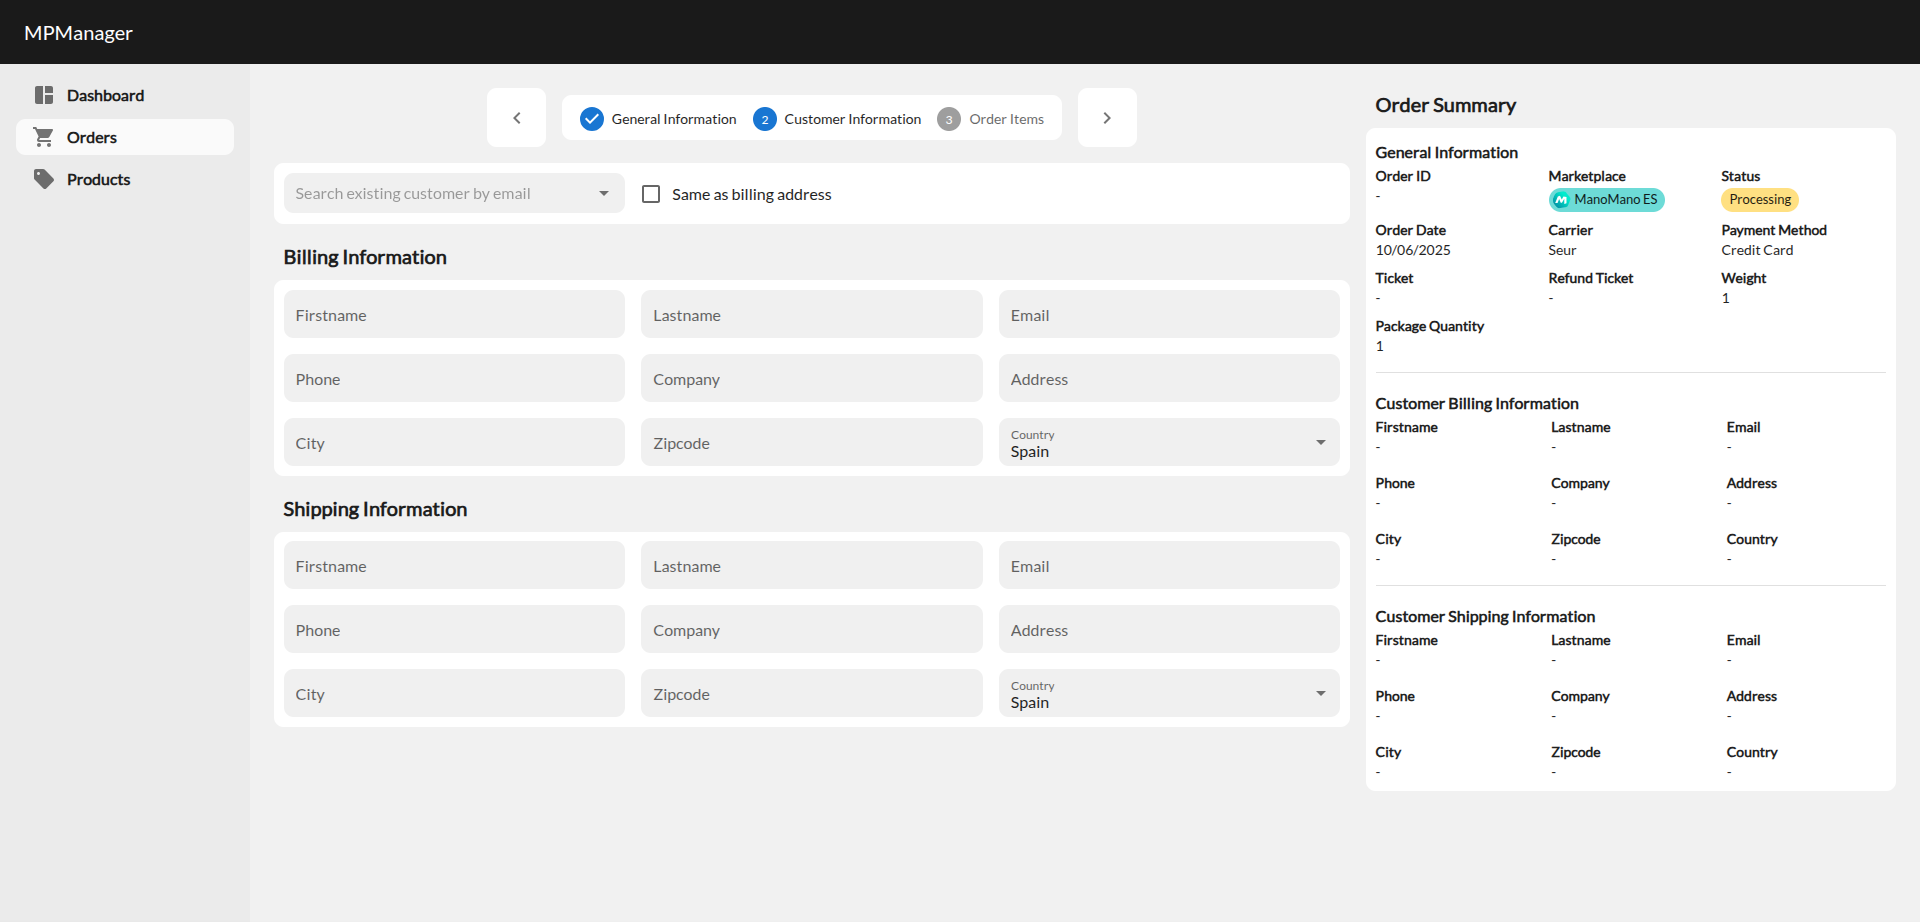 MPManager
Dashboard
Orders
Products
General Information
2
Customer Information
3
Order Items
Search existing customer by email
Same as billing address
Billing Information
Firstname
Lastname
Email
Phone
Company
Address
City
Zipcode
Country
Spain
Shipping Information
Firstname
Lastname
Email
Phone
Company
Address
City
Zipcode
Country
Spain
Order Summary
General Information
Order ID
-
Marketplace
ManoMano ES
Status
Processing
Order Date
10/06/2025
Carrier
Seur
Payment Method
Credit Card
Ticket
-
Refund Ticket
-
Weight
1
Package Quantity
1
Customer Billing Information
Firstname
-
Lastname
-
Email
-
Phone
-
Company
-
Address
-
City
-
Zipcode
-
Country
-
Customer Shipping Information
Firstname
-
Lastname
-
Email
-
Phone
-
Company
-
Address
-
City
-
Zipcode
-
Country
-